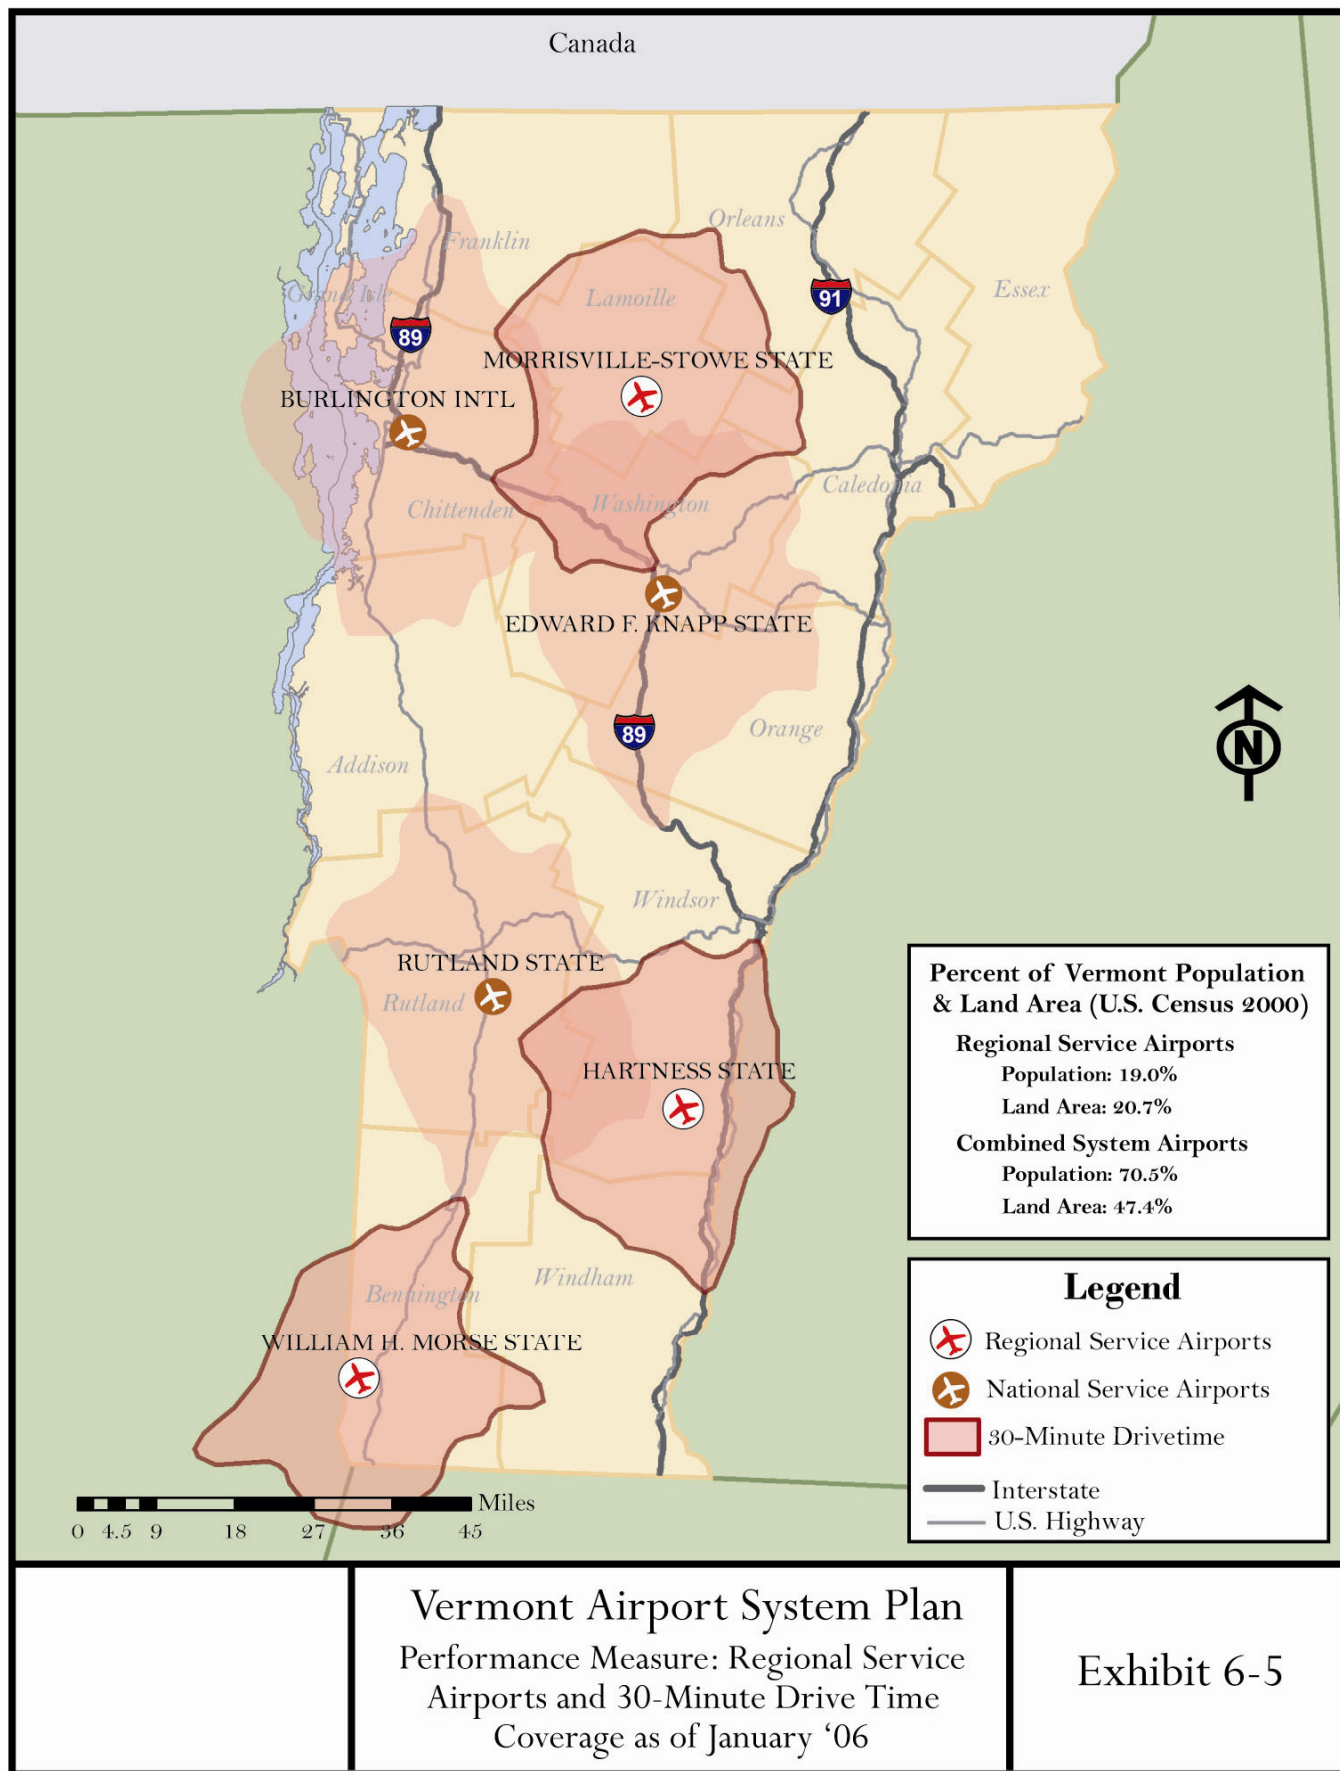 Canada
Orleans
Franklin
Essex
Grand Isle
Lamoille
91
89
MORRISVILLE-STOWE STATE
BURLINGTON INTL
Caledonia
Chittenden
Washington
EDWARD F. KNAPP STATE
89
Orange
N
Addison
Windsor
RUTLAND STATE
Rutland
HARTNESS STATE
Windham
Bennington
WILLIAM H. MORSE STATE
Miles
0 4.5 9 18 27 36 45
Percent of Vermont Population
& Land Area (U.S. Census 2000)
Regional Service Airports
Population: 19.0%
Land Area: 20.7%
Combined System Airports
Population: 70.5%
Land Area: 47.4%
Legend
Regional Service Airports
National Service Airports
30-Minute Drivetime
Interstate
U.S. Highway
Vermont Airport System Plan
Performance Measure: Regional Service
Airports and 30-Minute Drive Time
Coverage as of January ‘06
Exhibit 6-5